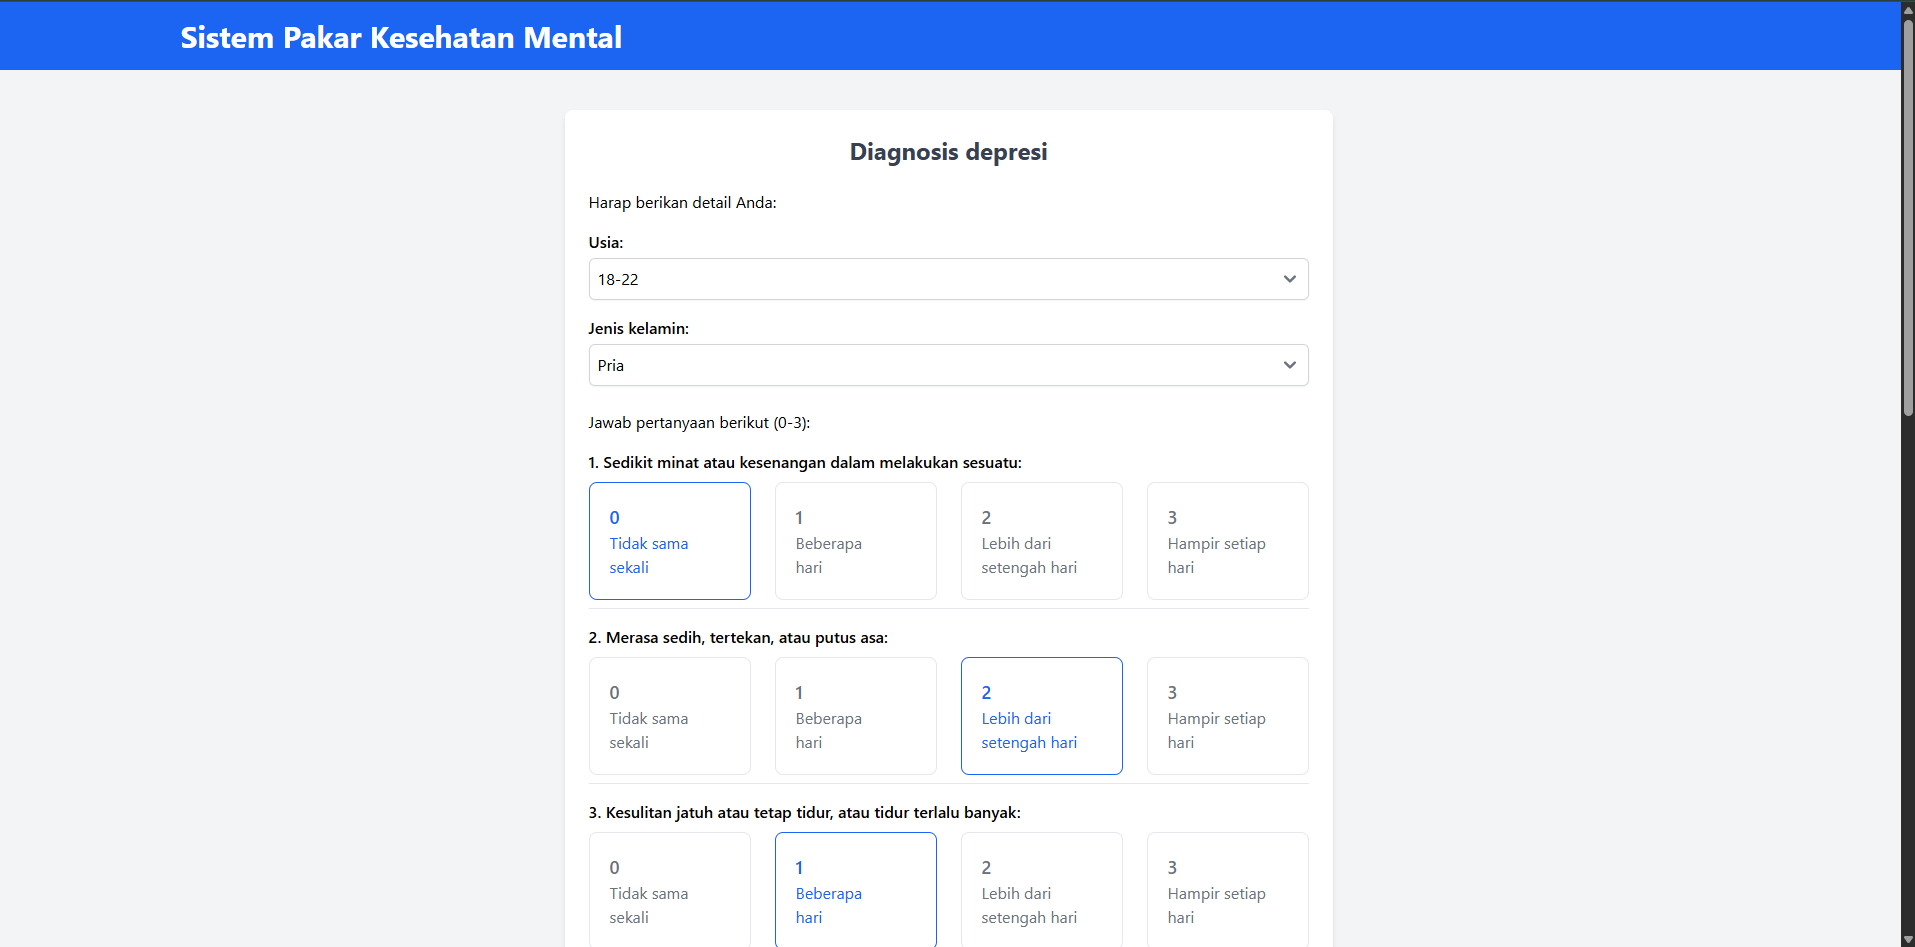 Sistem Pakar Kesehatan Mental
Diagnosis depresi
Harap berikan detail Anda:
Usia:
18-22
Jenis kelamin:
Pria
Jawab pertanyaan berikut (0-3):
1. Sedikit minat atau kesenangan dalam melakukan sesuatu:
0
Tidak sama
sekali
1
Beberapa
hari
2
Lebih dari
setengah hari
3
Hampir setiap
hari
2. Merasa sedih, tertekan, atau putus asa:
0
Tidak sama
sekali
1
Beberapa
hari
2
Lebih dari
setengah hari
3
Hampir setiap
hari
3. Kesulitan jatuh atau tetap tidur, atau tidur terlalu banyak:
0
Tidak sama
sekali
1
Beberapa
hari
2
Lebih dari
setengah hari
3
Hampir setiap
hari